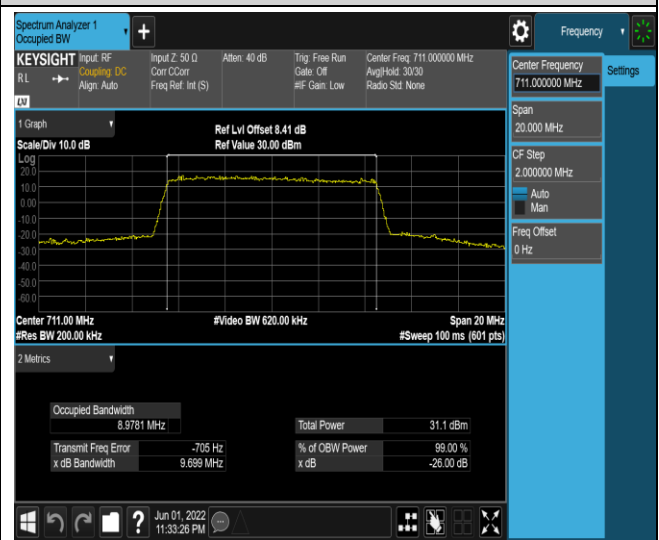 Spectrum Analyzer 1
Occupied BW
Frequency
KEYSIGHT
RL
LXI
Input: RF
Coupling: DC
Align: Auto
Input Z: 50 Ω
Corr CCorr
Freq Ref: Int (S)
Atten: 40 dB
Trig: Free Run
Gate: Off
#IF Gain: Low
Center Freq: 711.000000 MHz
Avg|Hold: 30/30
Radio Std: None
Center Frequency
711.000000 MHz
Settings
Span
20.000 MHz
CF Step
2.000000 MHz
Auto
Man
Freq Offset
0 Hz
1 Graph
Scale/Div 10.0 dB
Ref Lvl Offset 8.41 dB
Ref Value 30.00 dBm
Log
20.0
10.0
0.00
-10.0
-20.0
-30.0
-40.0
-50.0
-60.0
Center 711.00 MHz
#Video BW 620.00 kHz
Span 20 MHz
#Res BW 200.00 kHz
#Sweep 100 ms (601 pts)
2 Metrics
Occupied Bandwidth
8.9781 MHz
Total Power 31.1 dBm
Transmit Freq Error -705 Hz
% of OBW Power 99.00 %
x dB Bandwidth 9.699 MHz
x dB -26.00 dB
?
Jun 01, 2022
11:33:26 PM